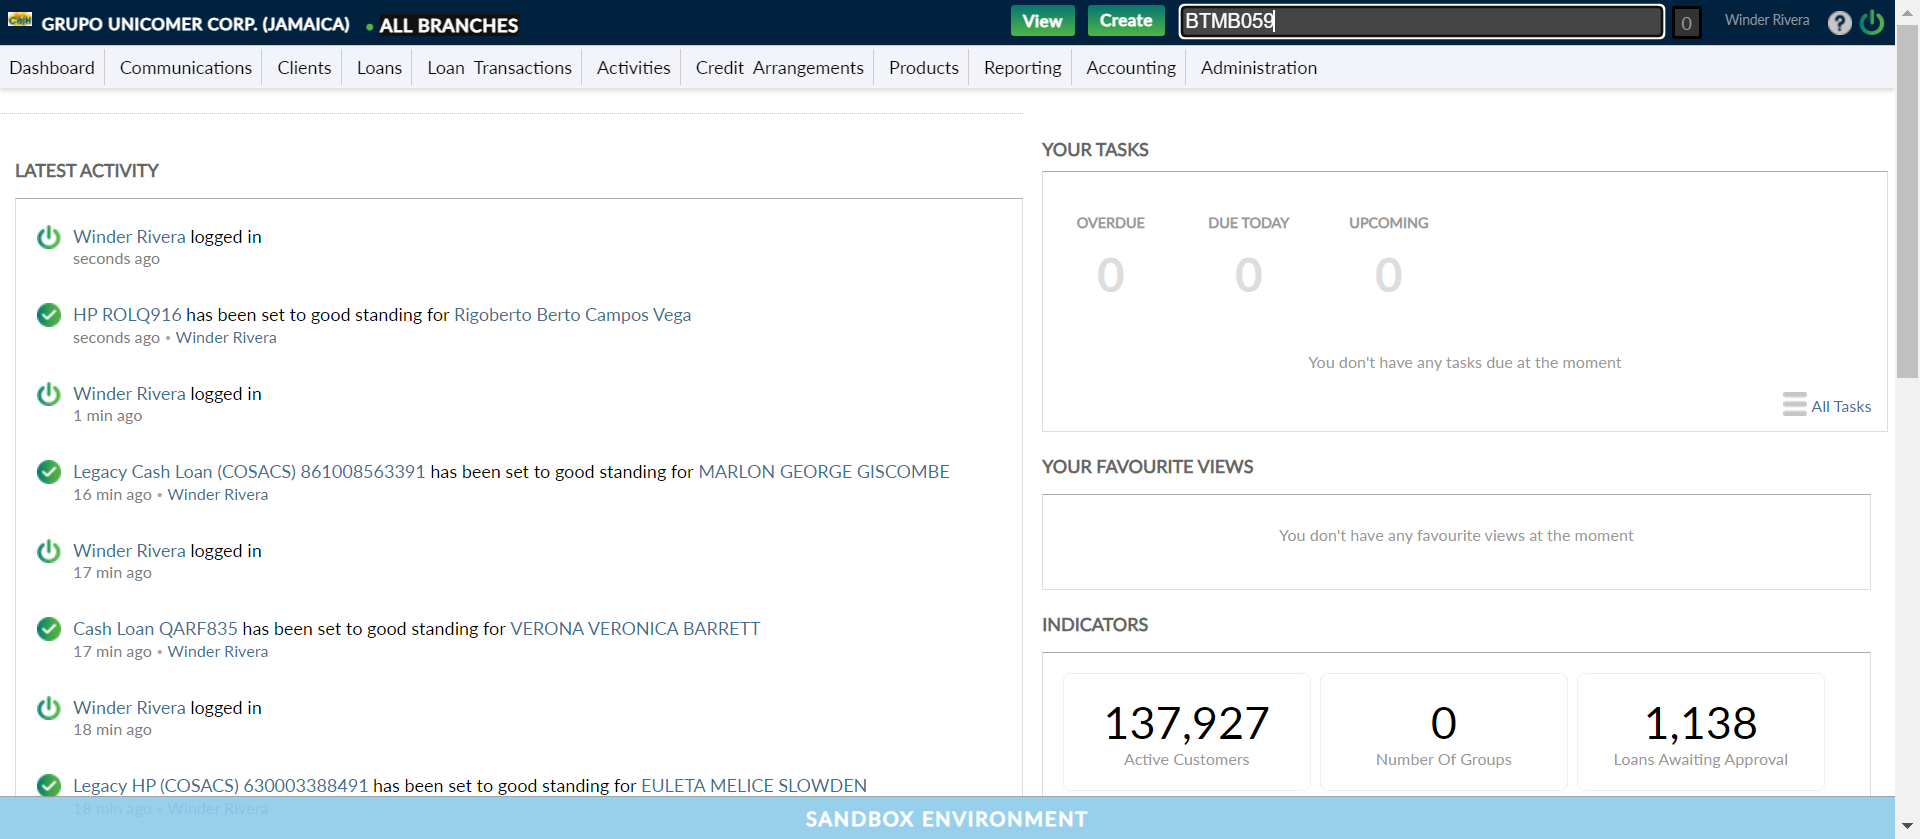 CASH
GRUPO UNICOMER CORP. (JAMAICA) • ALL BRANCHES
View Create BTMB059 0 Winder Rivera ?
Dashboard Communications Clients Loans Loan Transactions Activities Credit Arrangements Products Reporting Accounting Administration
LATEST ACTIVITY
Winder Rivera logged in
seconds ago
HP ROLQ916 has been set to good standing for Rigoberto Berto Campos Vega
seconds ago • Winder Rivera
Winder Rivera logged in
1 min ago
Legacy Cash Loan (COSACS) 861008563391 has been set to good standing for MARLON GEORGE GISCOMBE
16 min ago • Winder Rivera
Winder Rivera logged in
17 min ago
Cash Loan QARF835 has been set to good standing for VERONA VERONICA BARRETT
17 min ago • Winder Rivera
Winder Rivera logged in
18 min ago
Legacy HP (COSACS) 630003388491 has been set to good standing for EULETA MELICE SLOWDEN
18 min ago • Winder Rivera
YOUR TASKS
OVERDUE DUE TODAY UPCOMING
0 0 0
You don't have any tasks due at the moment
All Tasks
YOUR FAVOURITE VIEWS
You don't have any favourite views at the moment
INDICATORS
137,927 0 1,138
Active Customers Number Of Groups Loans Awaiting Approval
SANDBOX ENVIRONMENT